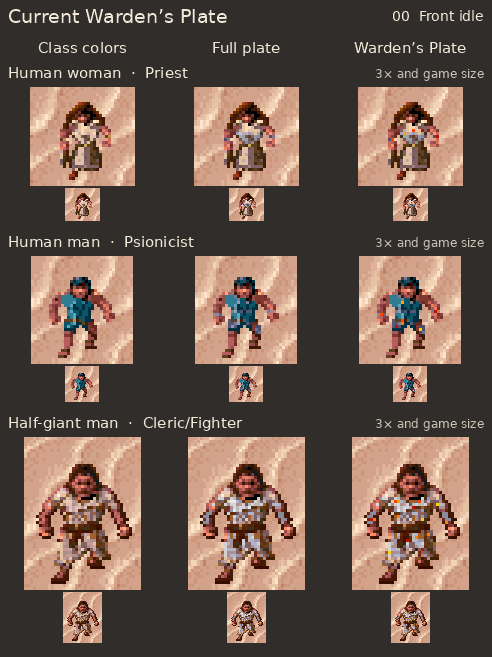 Current Warden’s Plate
00 Front idle
Class colors
Full plate
Warden’s Plate
Human woman · Priest
3× and game size
Human man · Psionicist
3× and game size
Half-giant man · Cleric/Fighter
3× and game size